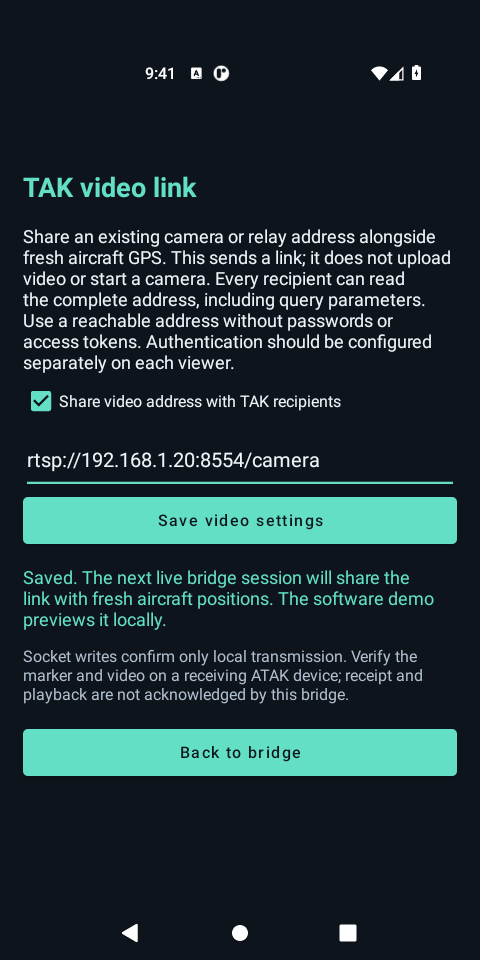 9:41
TAK video link
Share an existing camera or relay address alongside
fresh aircraft GPS. This sends a link; it does not upload
video or start a camera. Every recipient can read
the complete address, including query parameters.
Use a reachable address without passwords or
access tokens. Authentication should be configured
separately on each viewer.
Share video address with TAK recipients
rtsp://192.168.1.20:8554/camera
Save video settings
Saved. The next live bridge session will share the
link with fresh aircraft positions. The software demo
previews it locally.
Socket writes confirm only local transmission. Verify the
marker and video on a receiving ATAK device; receipt and
playback are not acknowledged by this bridge.
Back to bridge